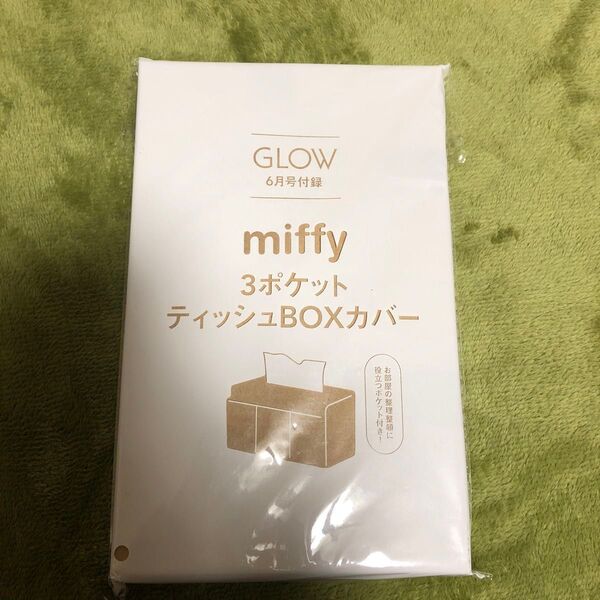 GLOW
6月号付録
miffy
3ポケット
ティッシュBOXカバー
お部屋の整理整頓に
役立つポケット付き!